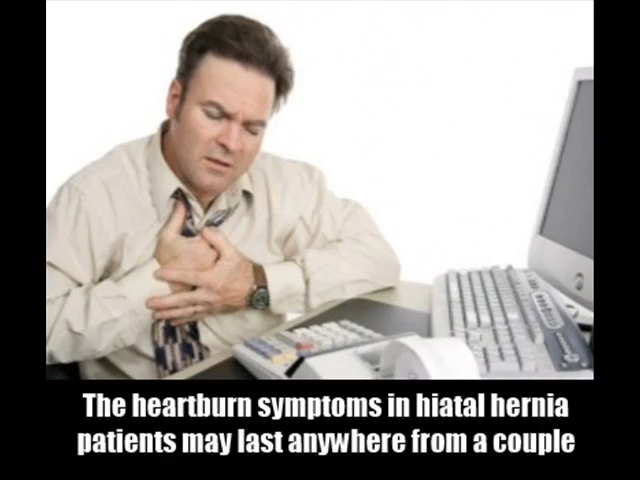 The heartburn symptoms in hiatal hernia
patients may last anywhere from a couple